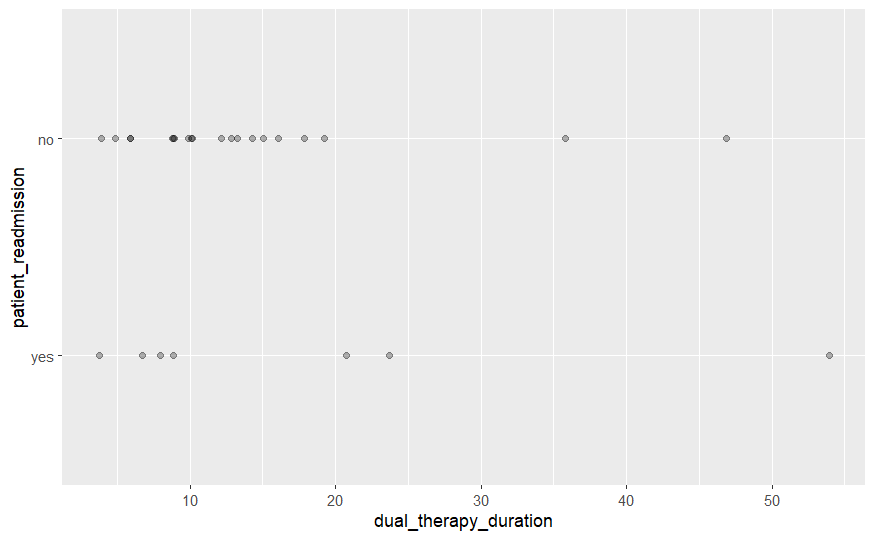 patient_readmission
no
yes
10 20 30 40 50
dual_therapy_duration